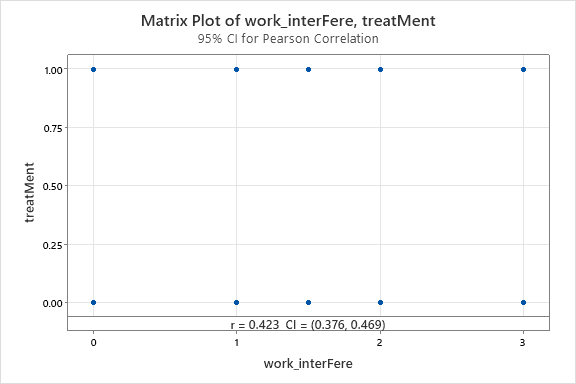 Matrix Plot of work_interFere, treatMent
95% CI for Pearson Correlation
1.00
0.75
0.50
0.25
0.00
treatMent
r = 0.423 CI = (0.376, 0.469)
0 1 2 3
work_interFere